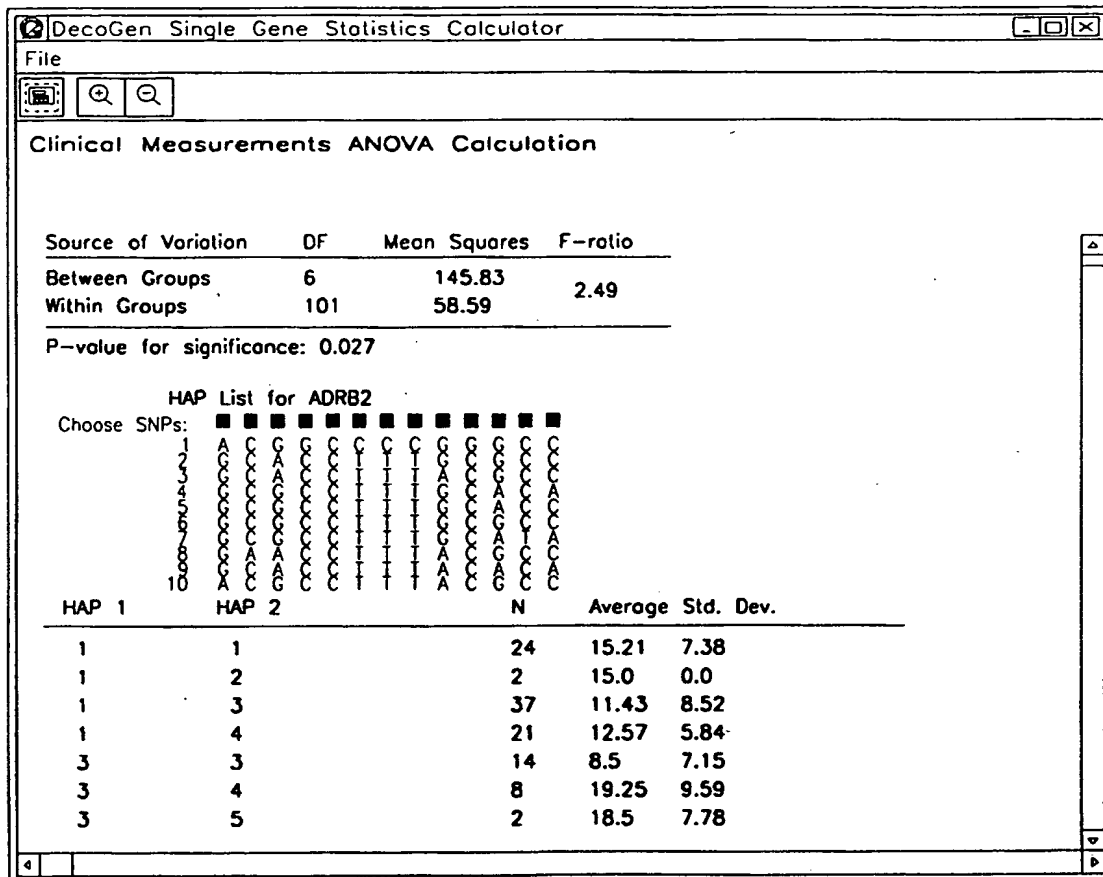 DecoGen Single Gene Statistics Calculator
File
Clinical Measurements ANOVA Calculation
Source of Variation DF Mean Squares F-ratio
Between Groups 6 145.83
2.49
Within Groups 101 58.59
P-value for significance: 0.027
HAP List for ADRB2
Choose SNPs:
1 A C G G C C C C G G G C C
2 G C A C C T T T G C G C C
3 G C A C C T T T A C G C C
4 G C G C C T T T G C A C A
5 G C G C C T T T G C A C C
6 G C G C C T T T G C G C C
7 G C G C C T T T G C A T A
8 G A A C C T T T A C G C C
9 G C A C C T T T A C A C A
10 A C G C C T T T A C G C C
HAP 1 HAP 2 N Average Std. Dev.
1 1 24 15.21 7.38
1 2 2 15.0 0.0
1 3 37 11.43 8.52
1 4 21 12.57 5.84
3 3 14 8.5 7.15
3 4 8 19.25 9.59
3 5 2 18.5 7.78